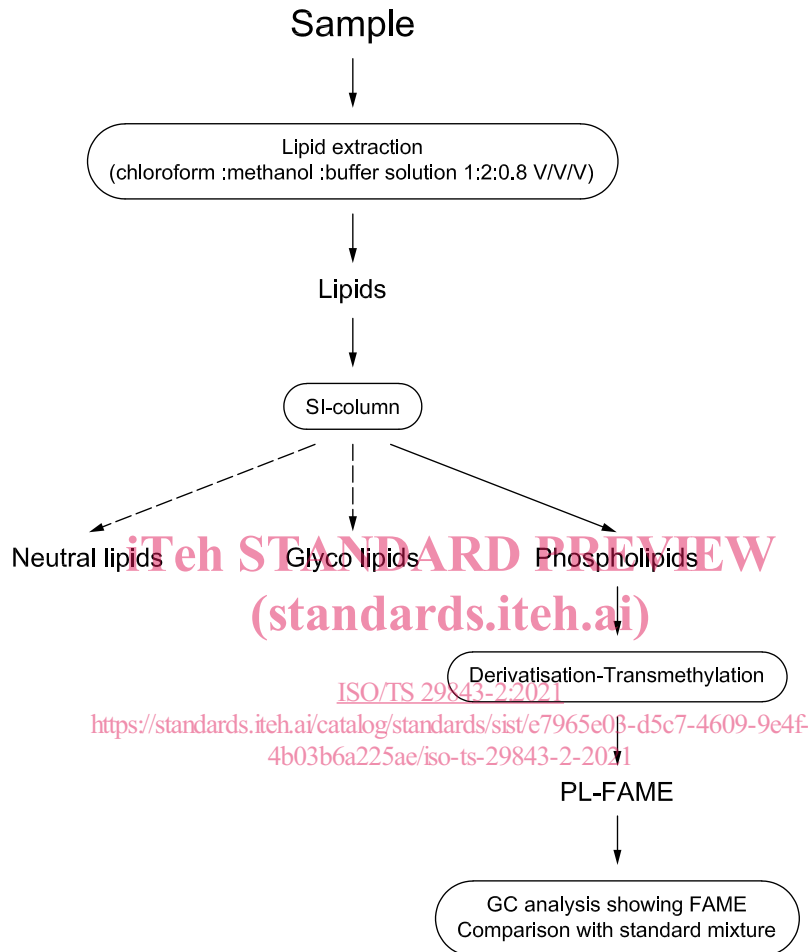 Sample
Lipid extraction
(chloroform :methanol :buffer solution 1:2:0.8 V/V/V)
Lipids
SI-column
Neutral lipids Glyco lipids Phospholipids
iTeh STANDARD PREVIEW
(standards.iteh.ai)
Derivatisation-Transmethylation
ISO/TS 29843-2:2021
https://standards.iteh.ai/catalog/standards/sist/e7965e03-d5c7-4609-9e4f-
4b03b6a225ae/iso-ts-29843-2-2021
PL-FAME
GC analysis showing FAME
Comparison with standard mixture